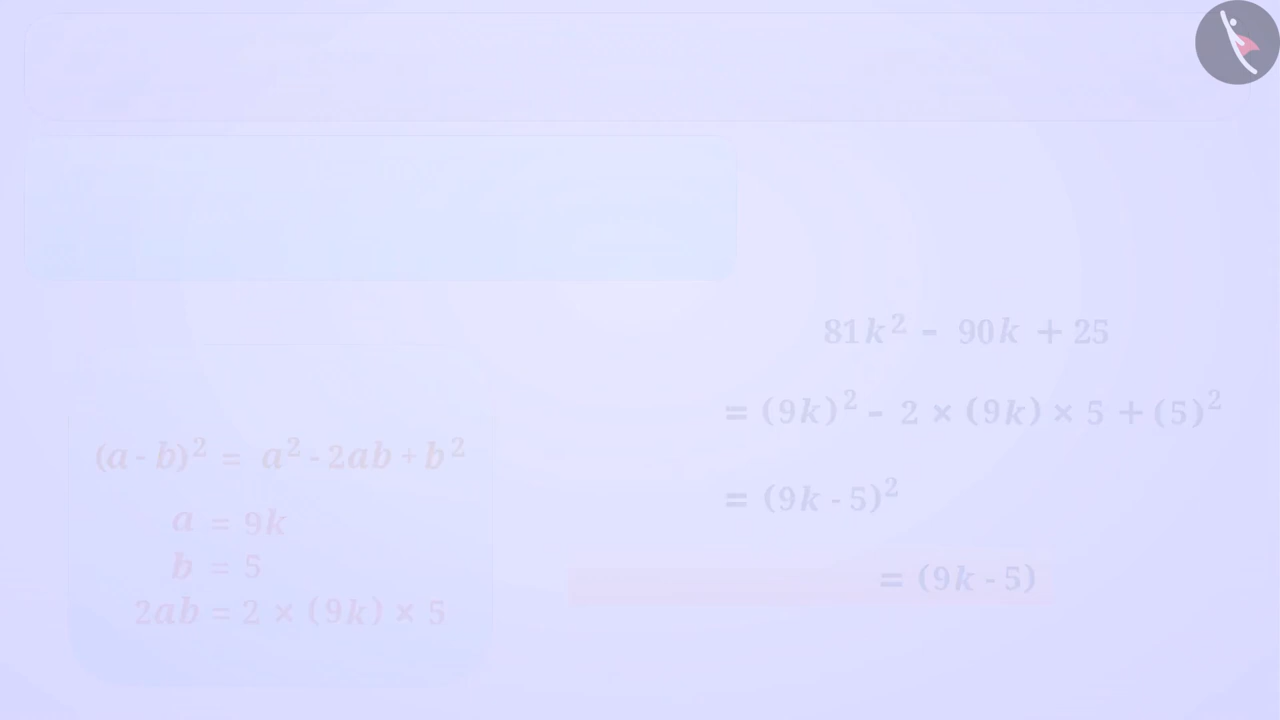 81k² - 90k + 25
= (9k)² - 2 × (9k) × 5 + (5)²
(a - b)² = a² - 2ab + b²
= (9k - 5)²
a = 9k
b = 5
= (9k - 5)
2ab = 2 × (9k) × 5